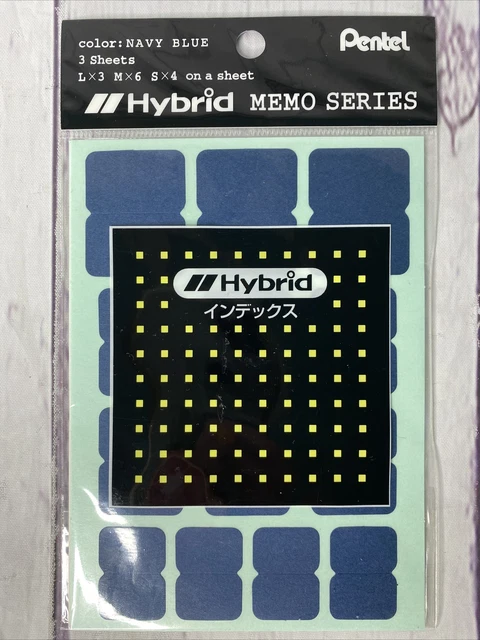 color: NAVY BLUE
Pentel
3 Sheets
L×3 M×6 S×4 on a sheet
Hybrid MEMO SERIES
Hybrid
インデックス